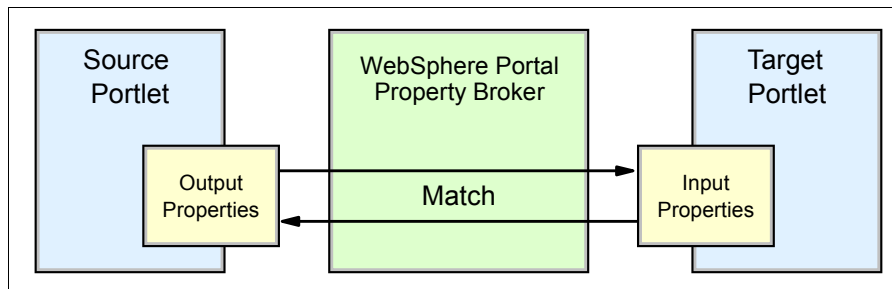 Source
Portlet
WebSphere Portal
Property Broker
Target
Portlet
Output
Properties
Match
Input
Properties